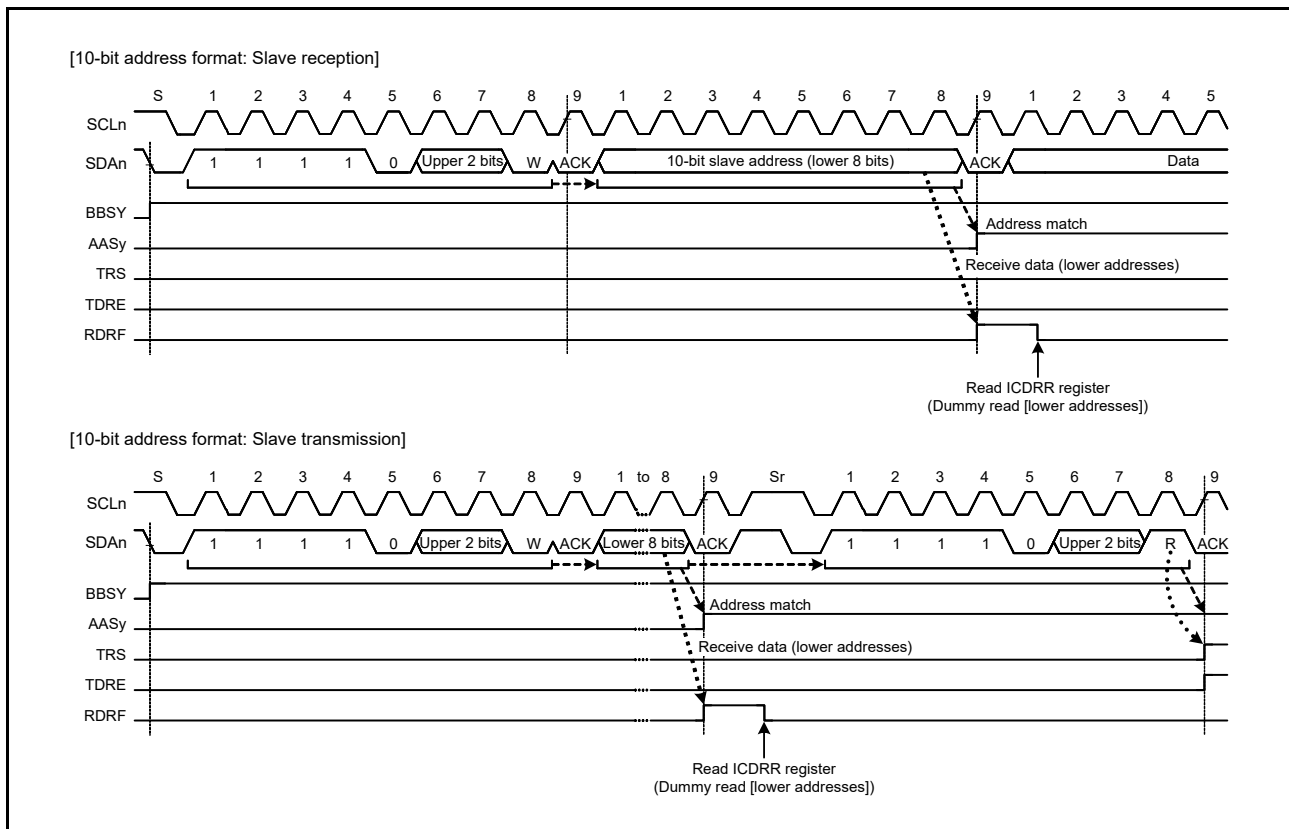 [10-bit address format: Slave reception]
S 1 2 3 4 5 6 7 8 9 1 2 3 4 5 6 7 8 9 1 2 3 4 5
SCLn
SDAn 1 1 1 1 0 Upper 2 bits W ACK 10-bit slave address (lower 8 bits) ACK Data
BBSY
Address match
AASy
Receive data (lower addresses)
TRS
TDRE
RDRF
Read ICDRR register
(Dummy read [lower addresses])
[10-bit address format: Slave transmission]
S 1 2 3 4 5 6 7 8 9 1 to 8 9 Sr 1 2 3 4 5 6 7 8 9
SCLn
SDAn 1 1 1 1 0 Upper 2 bits W ACK Lower 8 bits ACK 1 1 1 1 0 Upper 2 bits R ACK
BBSY
Address match
AASy
Receive data (lower addresses)
TRS
TDRE
RDRF
Read ICDRR register
(Dummy read [lower addresses])